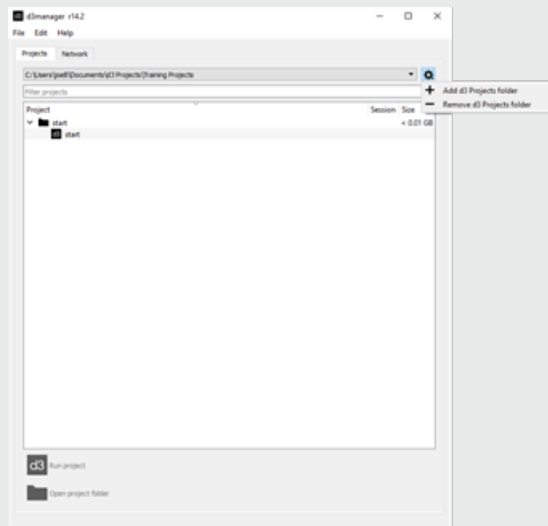 d3manager r14.2
File Edit Help
Projects Network
C:\Users\jsell\Documents\d3 Projects\Training Projects
Add d3 Projects folder
Filter projects
Remove d3 Projects folder
Project Session Size
start < 0.01 GB
d3 start
d3 Run project
Open project folder